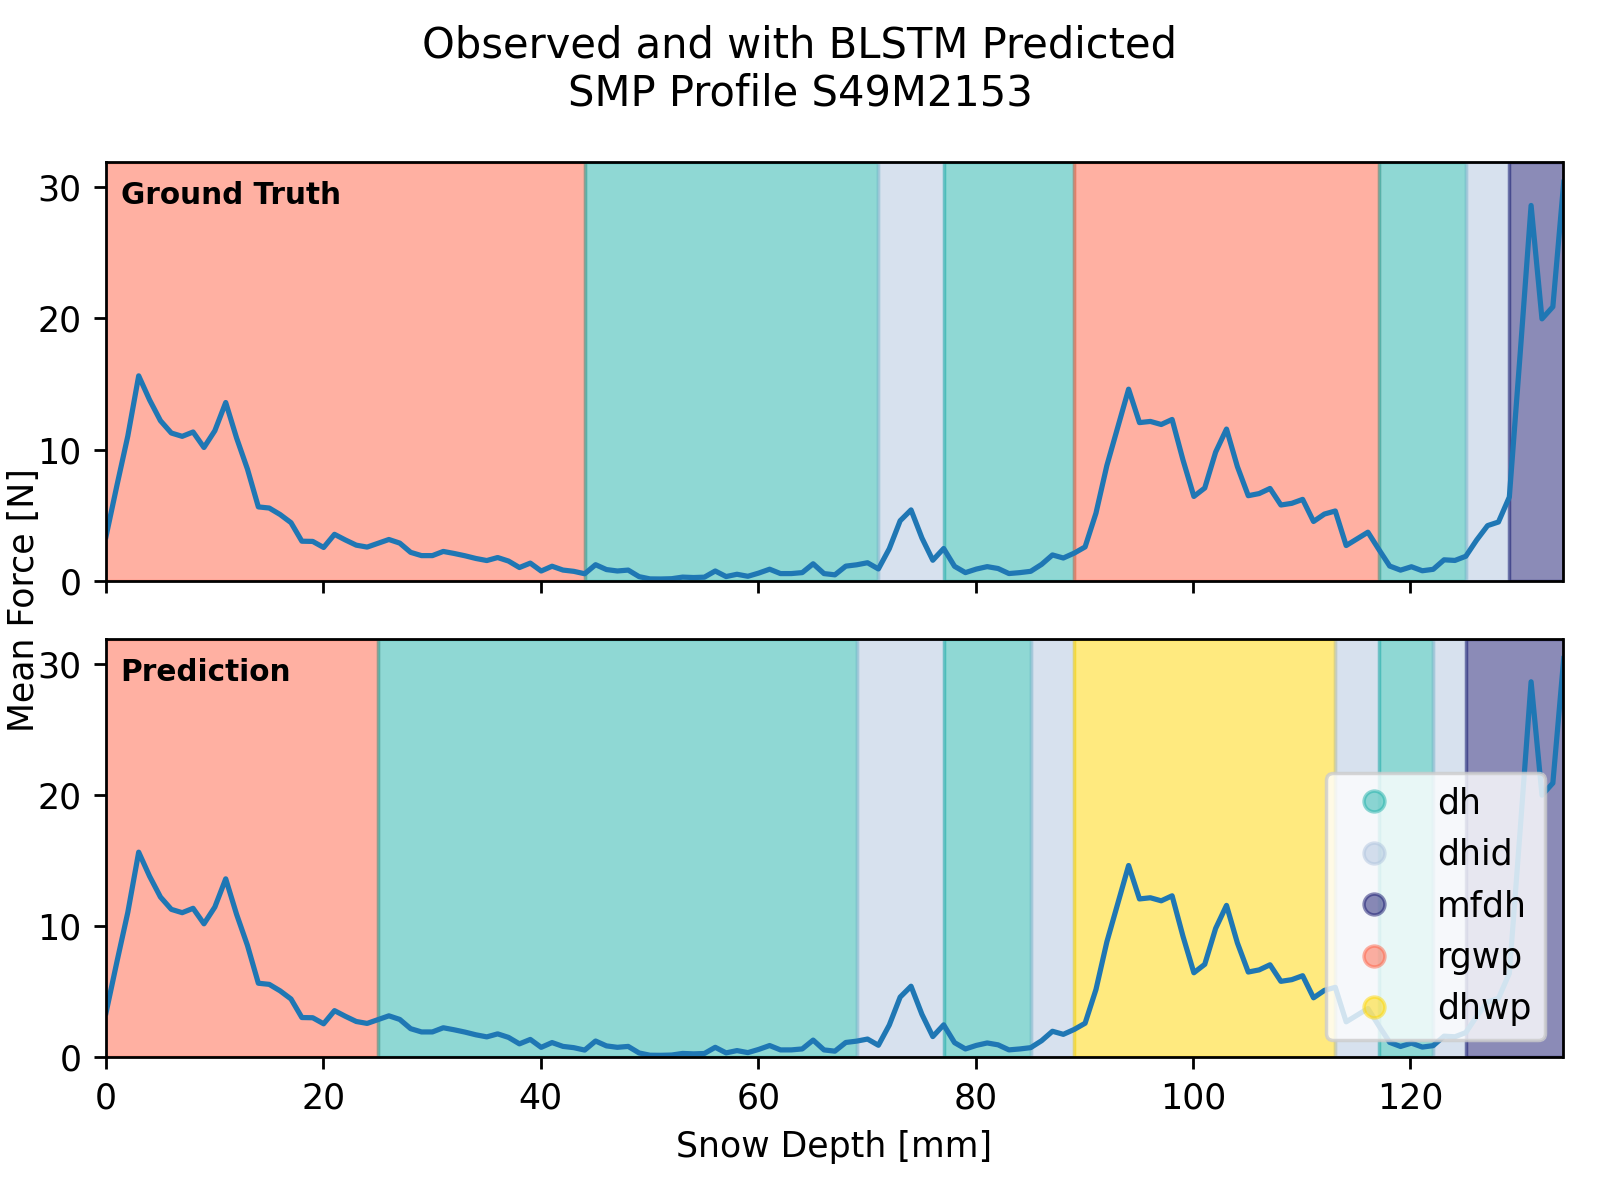 Observed and with BLSTM Predicted
SMP Profile S49M2153
Mean Force [N]
30
20
10
0
Ground Truth
30
20
10
0
Prediction
dh
dhid
mfdh
rgwp
dhwp
0 20 40 60 80 100 120
Snow Depth [mm]